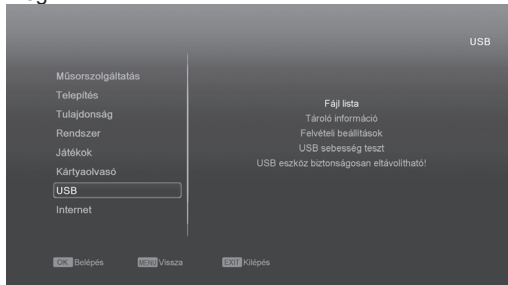 USB
Műsorszolgáltatás
Telepítés
Tulajdonság
Rendszer
Játékok
Kártyaolvasó
USB
Internet
Fájl lista
Tároló információ
Felvételi beállítások
USB sebesség teszt
USB eszköz biztonságosan eltávolítható!
OK Belépés MENU Vissza EXIT Kilépés